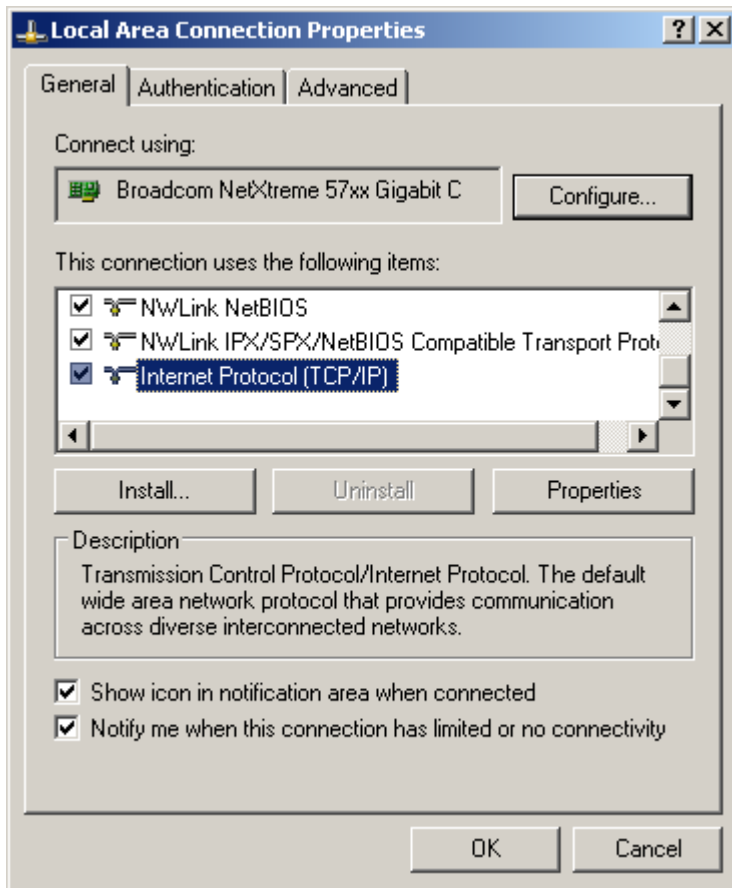 Local Area Connection Properties
General Authentication Advanced
Connect using:
Broadcom NetXtreme 57xx Gigabit C Configure...
This connection uses the following items:
NWLink NetBIOS
NWLink IPX/SPX/NetBIOS Compatible Transport Proto
Internet Protocol (TCP/IP)
Install... Uninstall Properties
Description
Transmission Control Protocol/Internet Protocol. The default
wide area network protocol that provides communication
across diverse interconnected networks.
Show icon in notification area when connected
Notify me when this connection has limited or no connectivity
OK Cancel